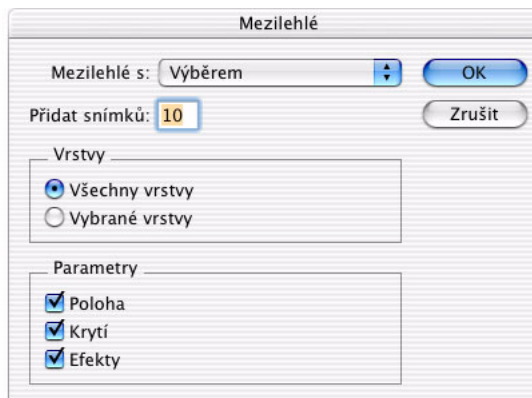 Mezilehlé
Mezilehlé s: Výběrem
OK
Přidat snímků: 10
Zrušit
Vrstvy
Všechny vrstvy
Vybrané vrstvy
Parametry
Poloha
Krytí
Efekty